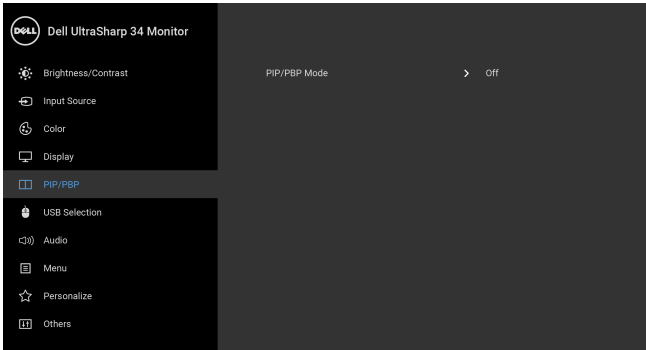 DELL
Dell UltraSharp 34 Monitor
Brightness/Contrast
PIP/PBP Mode
Off
Input Source
Color
Display
PIP/PBP
USB Selection
Audio
Menu
Personalize
Others